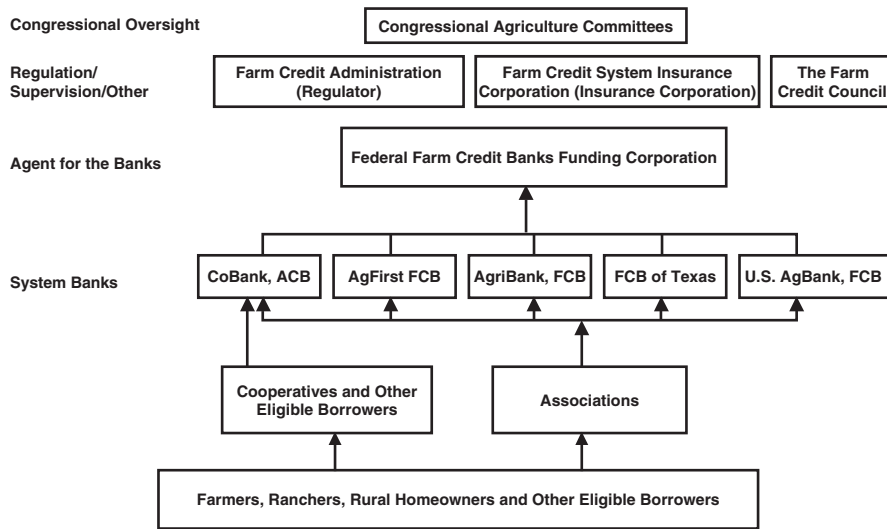 Congressional Oversight
Congressional Agriculture Committees
Regulation/
Supervision/Other
Farm Credit Administration
(Regulator)
Farm Credit System Insurance
Corporation (Insurance Corporation)
The Farm
Credit Council
Agent for the Banks
Federal Farm Credit Banks Funding Corporation
System Banks
CoBank, ACB
AgFirst FCB
AgriBank, FCB
FCB of Texas
U.S. AgBank, FCB
Cooperatives and Other
Eligible Borrowers
Associations
Farmers, Ranchers, Rural Homeowners and Other Eligible Borrowers